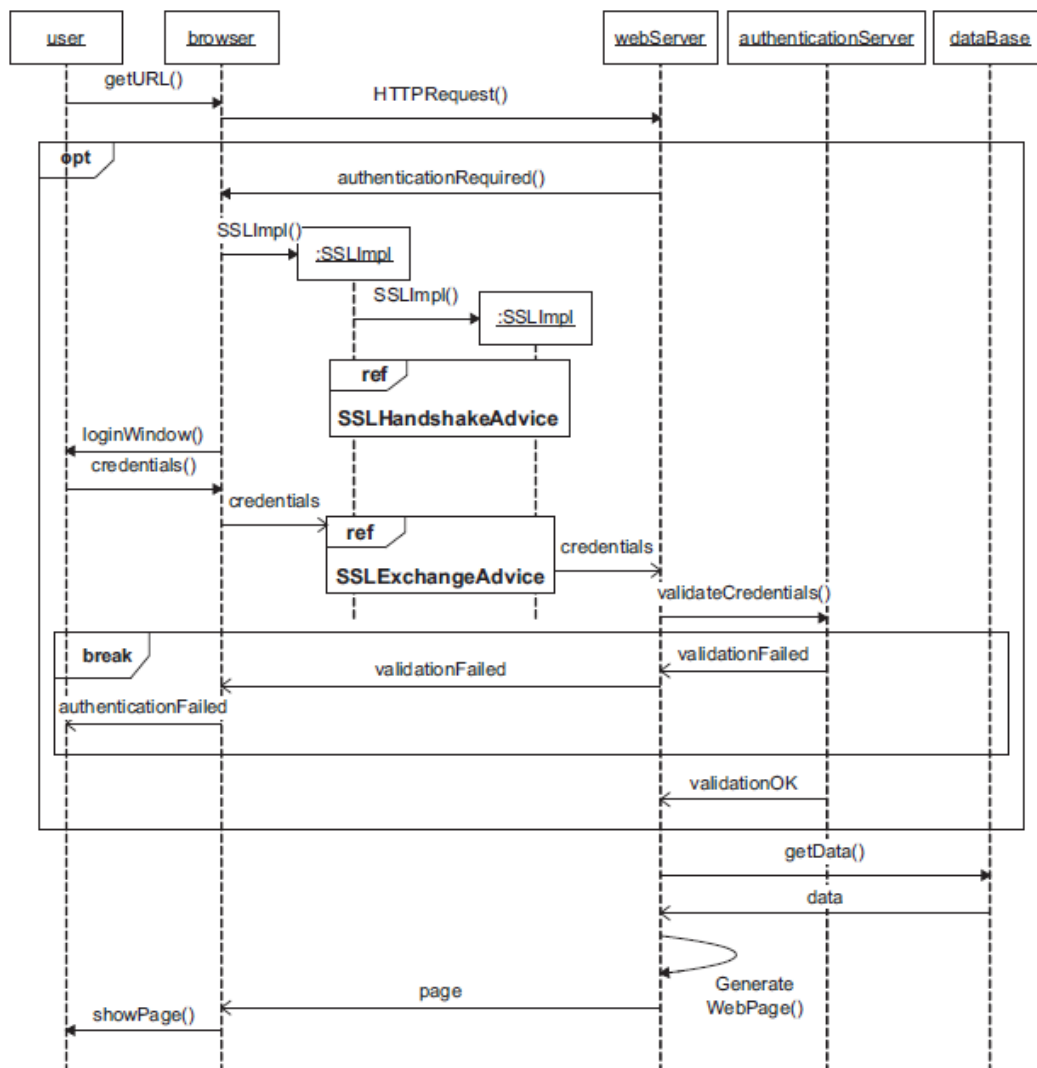 user browser webServer authenticationServer dataBase
getURL()
HTTPRequest()
opt
authenticationRequired()
SSLImpl()
:SSLImpl
SSLImpl()
:SSLImpl
ref
SSLHandshakeAdvice
loginWindow()
credentials()
credentials
ref
SSLExchangeAdvice
credentials
validateCredentials()
break
validationFailed
validationFailed
authenticationFailed
validationOK
getData()
data
Generate
WebPage()
page
showPage()